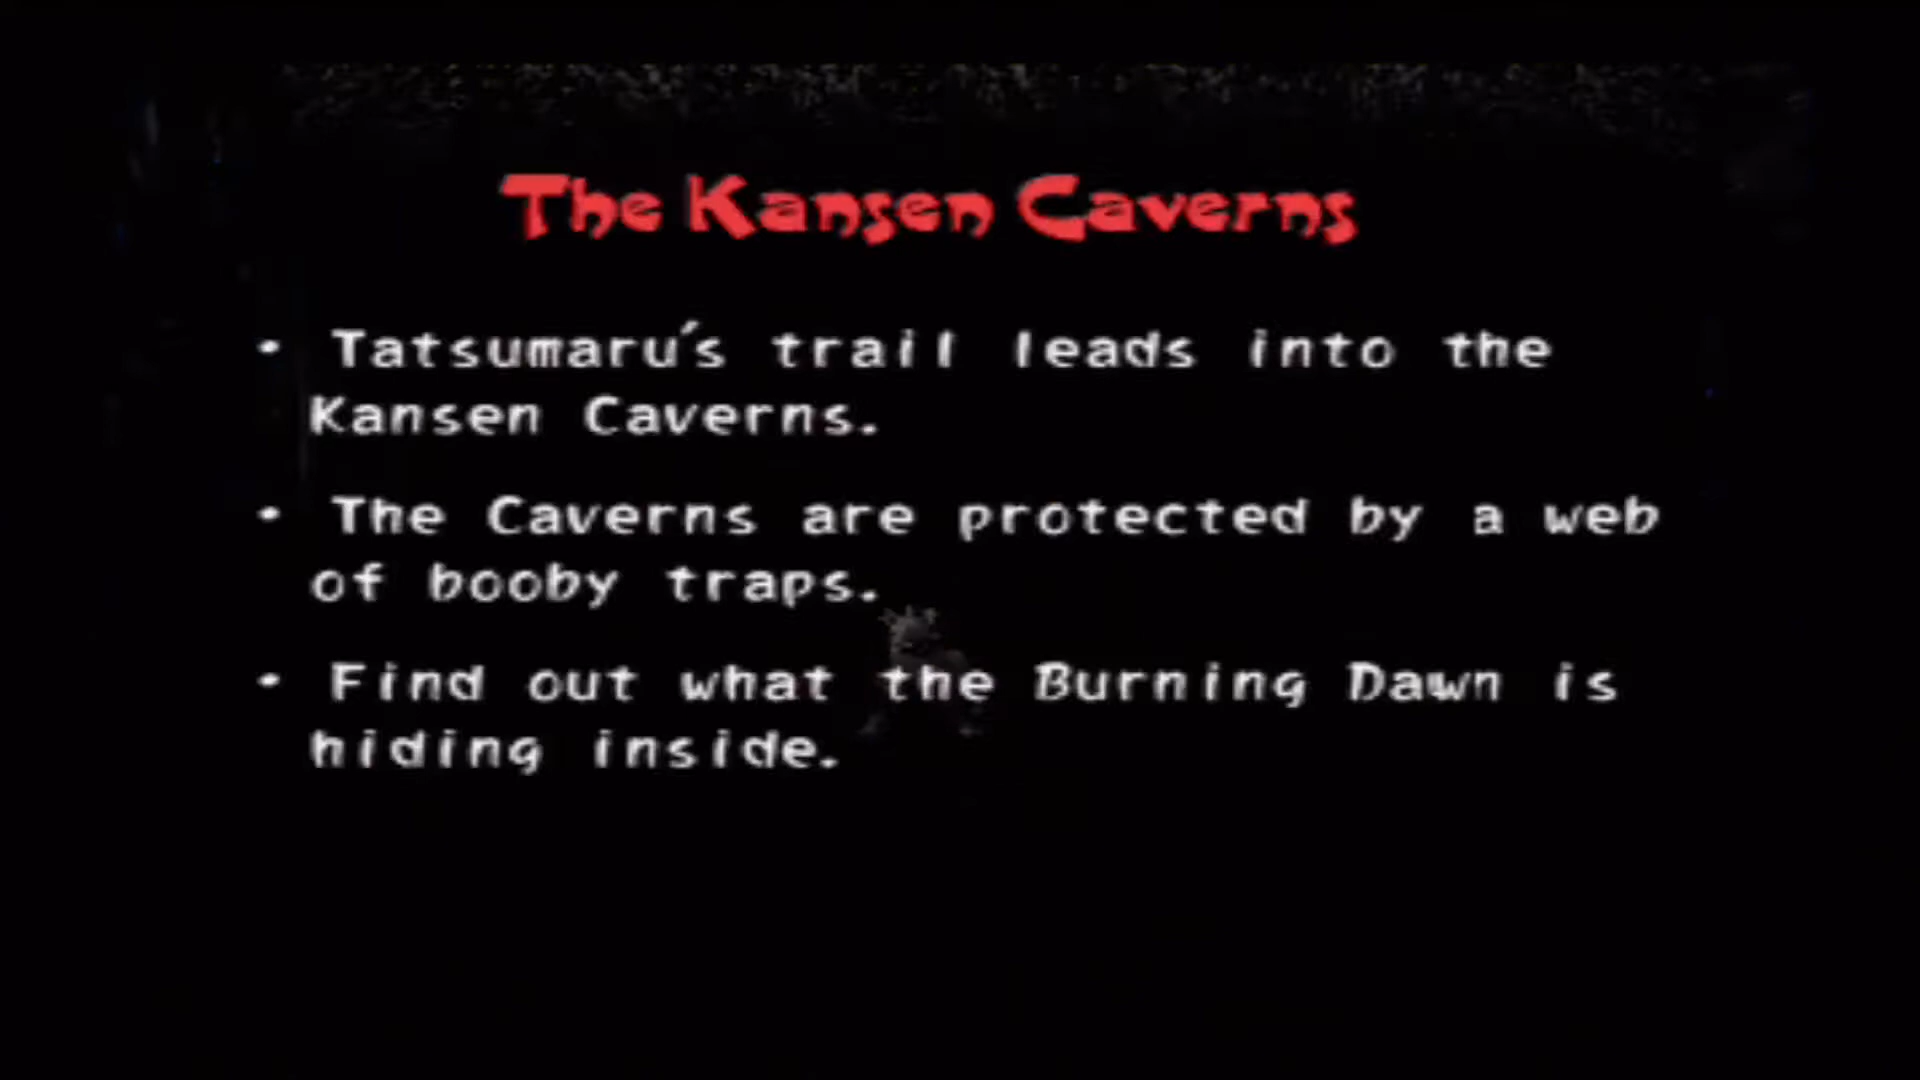 The Kansen Caverns
• Tatsumaru's trail leads into the
Kansen Caverns.
• The Caverns are protected by a web
of booby traps.
• Find out what the Burning Dawn is
hiding inside.